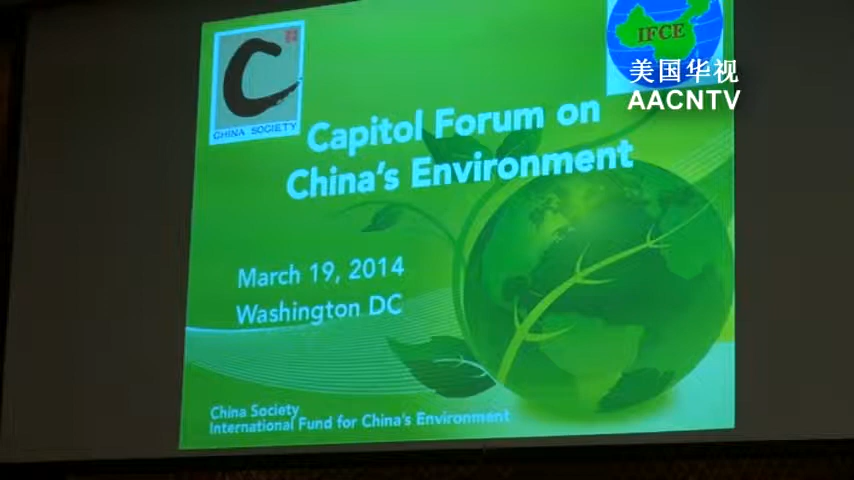 CHINA SOCIETY
IFCE
美国华视
AACNTV
Capitol Forum on
China's Environment
March 19, 2014
Washington DC
China Society
International Fund for China's Environment